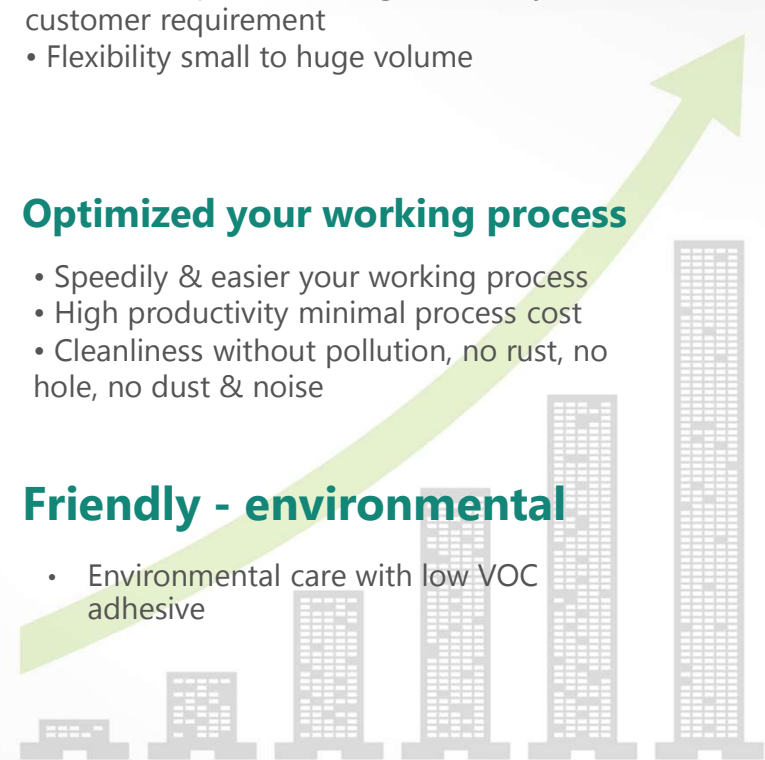 customer requirement
• Flexibility small to huge volume
Optimized your working process
• Speedily & easier your working process
• High productivity minimal process cost
• Cleanliness without pollution, no rust, no
hole, no dust & noise
Friendly - environmental
• Environmental care with low VOC
adhesive